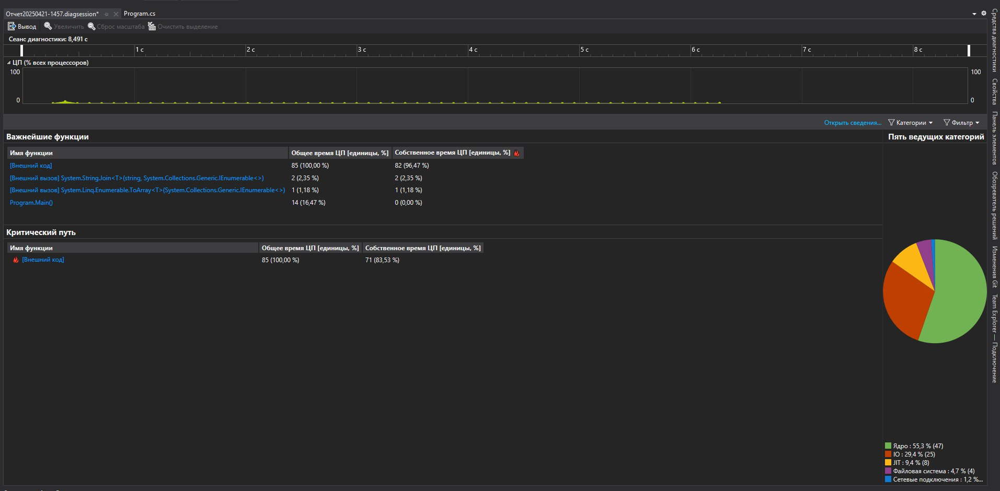 Отчет20250421-1457.diagsession* Program.cs
Вывод Увеличить Сброс масштаба Очистить выделение
Сеанс диагностики: 8,491 с
1 с 2 с 3 с 4 с 5 с 6 с 7 с 8 с
ЦП (% всех процессоров)
100 100
0 0
Открыть сведения... Категории Фильтр
Важнейшие функции
Имя функции Общее время ЦП [единицы, %] Собственное время ЦП [единицы, %]
[Внешний код] 85 (100,00 %) 82 (96,47 %)
[Внешний вызов] System.String.Join<T>(string, System.Collections.Generic.IEnumerable<>) 2 (2,35 %) 2 (2,35 %)
[Внешний вызов] System.Linq.Enumerable.ToArray<T>(System.Collections.Generic.IEnumerable<>) 1 (1,18 %) 1 (1,18 %)
Program.Main() 14 (16,47 %) 0 (0,00 %)
Критический путь
Имя функции Общее время ЦП [единицы, %] Собственное время ЦП [единицы, %]
[Внешний код] 85 (100,00 %) 71 (83,53 %)
Пять ведущих категорий
Ядро : 55,3 % (47)
IO : 29,4 % (25)
JIT : 9,4 % (8)
Файловая система : 4,7 % (4)
Сетевые подключения : 1,2 %...
Средства диагностики
Свойства
Панель элементов
Обозреватель решений
Изменения Git
Team Explorer — Подключение